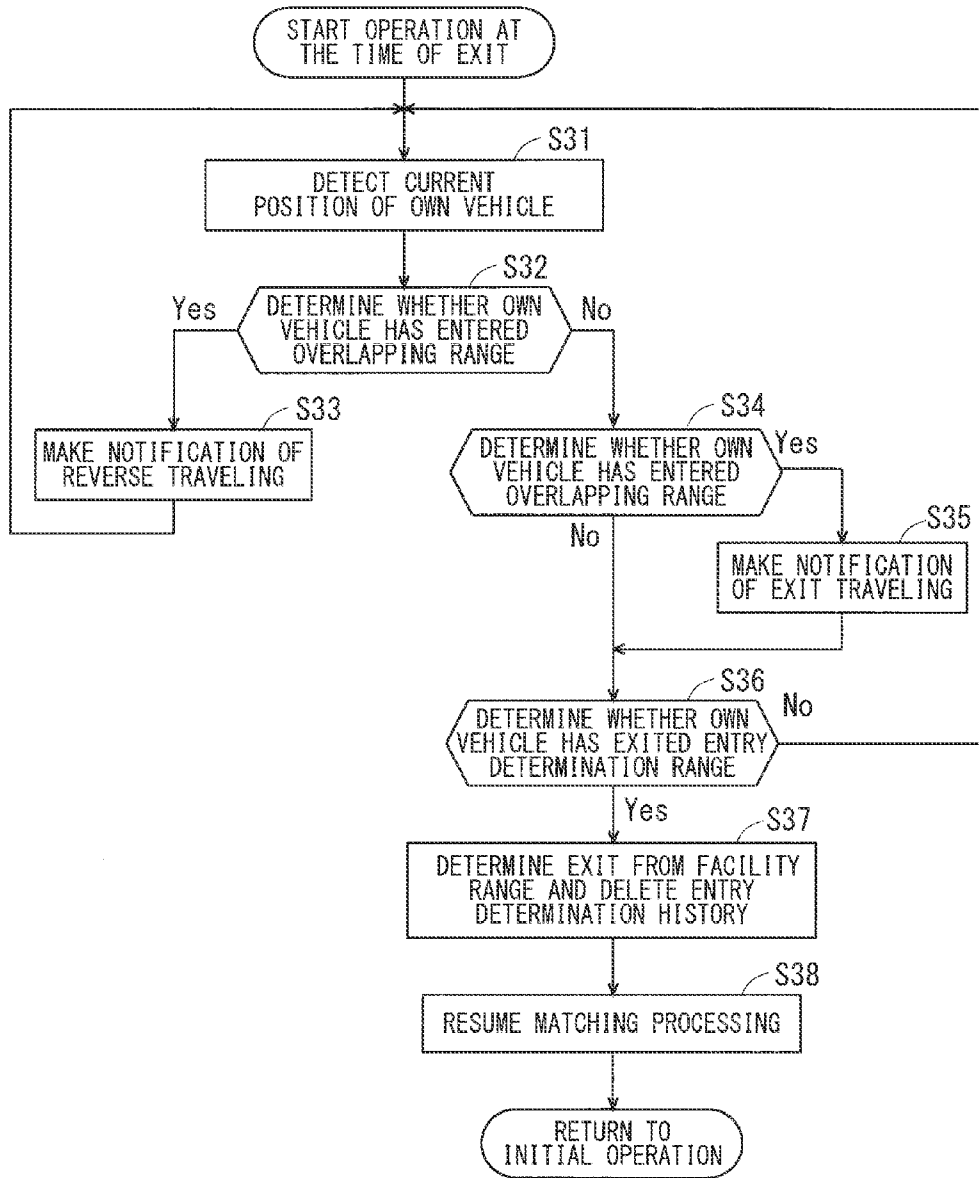 START OPERATION AT
THE TIME OF EXIT
S31
DETECT CURRENT
POSITION OF OWN VEHICLE
S32
Yes
DETERMINE WHETHER OWN
VEHICLE HAS ENTERED
OVERLAPPING RANGE
No
S33
MAKE NOTIFICATION OF
REVERSE TRAVELING
S34
DETERMINE WHETHER OWN
VEHICLE HAS ENTERED
OVERLAPPING RANGE
Yes
No
S35
MAKE NOTIFICATION
OF EXIT TRAVELING
S36
DETERMINE WHETHER OWN
VEHICLE HAS EXITED ENTRY
DETERMINATION RANGE
No
Yes
S37
DETERMINE EXIT FROM FACILITY
RANGE AND DELETE ENTRY
DETERMINATION HISTORY
S38
RESUME MATCHING PROCESSING
RETURN TO
INITIAL OPERATION